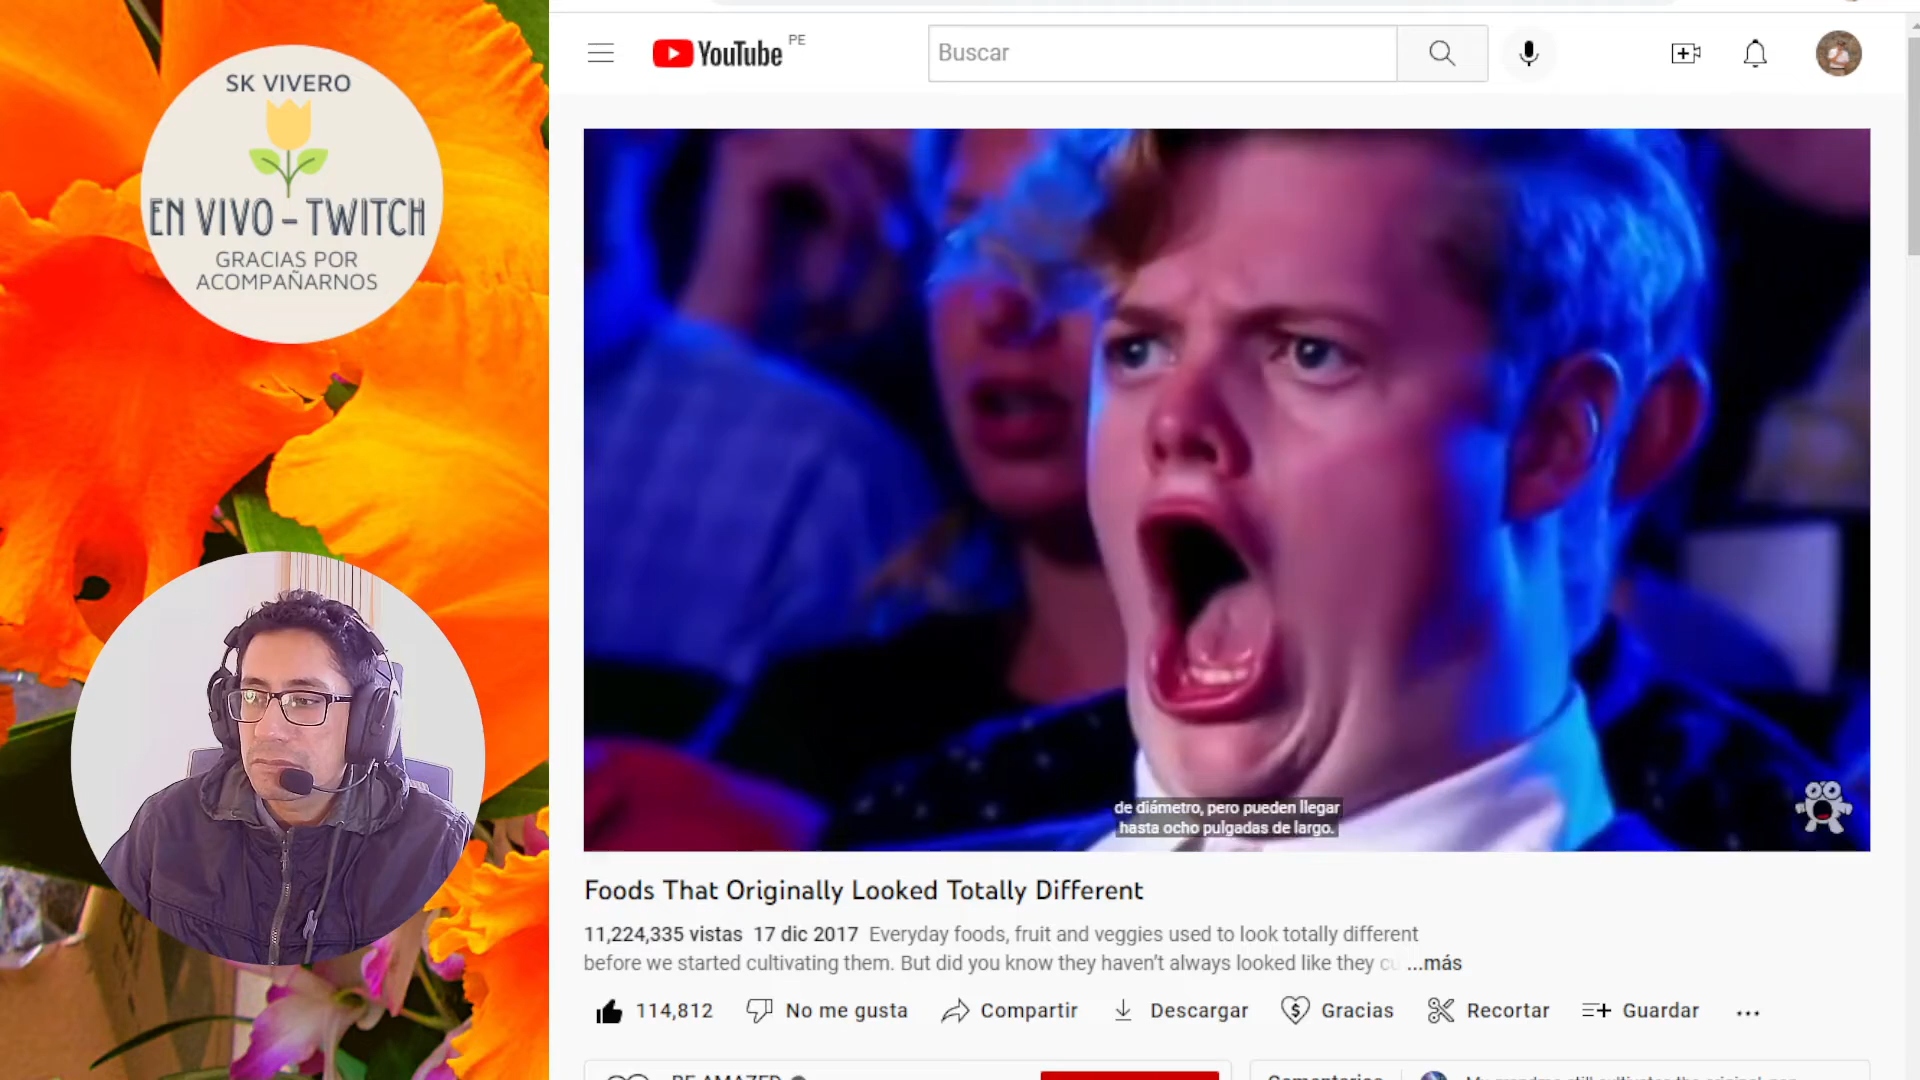 SK VIVERO
EN VIVO - TWITCH
GRACIAS POR
ACOMPAÑARNOS
YouTube PE
Buscar
de diámetro, pero pueden llegar
hasta ocho pulgadas de largo.
Foods That Originally Looked Totally Different
11,224,335 vistas 17 dic 2017 Everyday foods, fruit and veggies used to look totally different
before we started cultivating them. But did you know they haven't always looked like they ...más
114,812 No me gusta Compartir Descargar Gracias Recortar Guardar ...
BE AMAZED
Comentarios